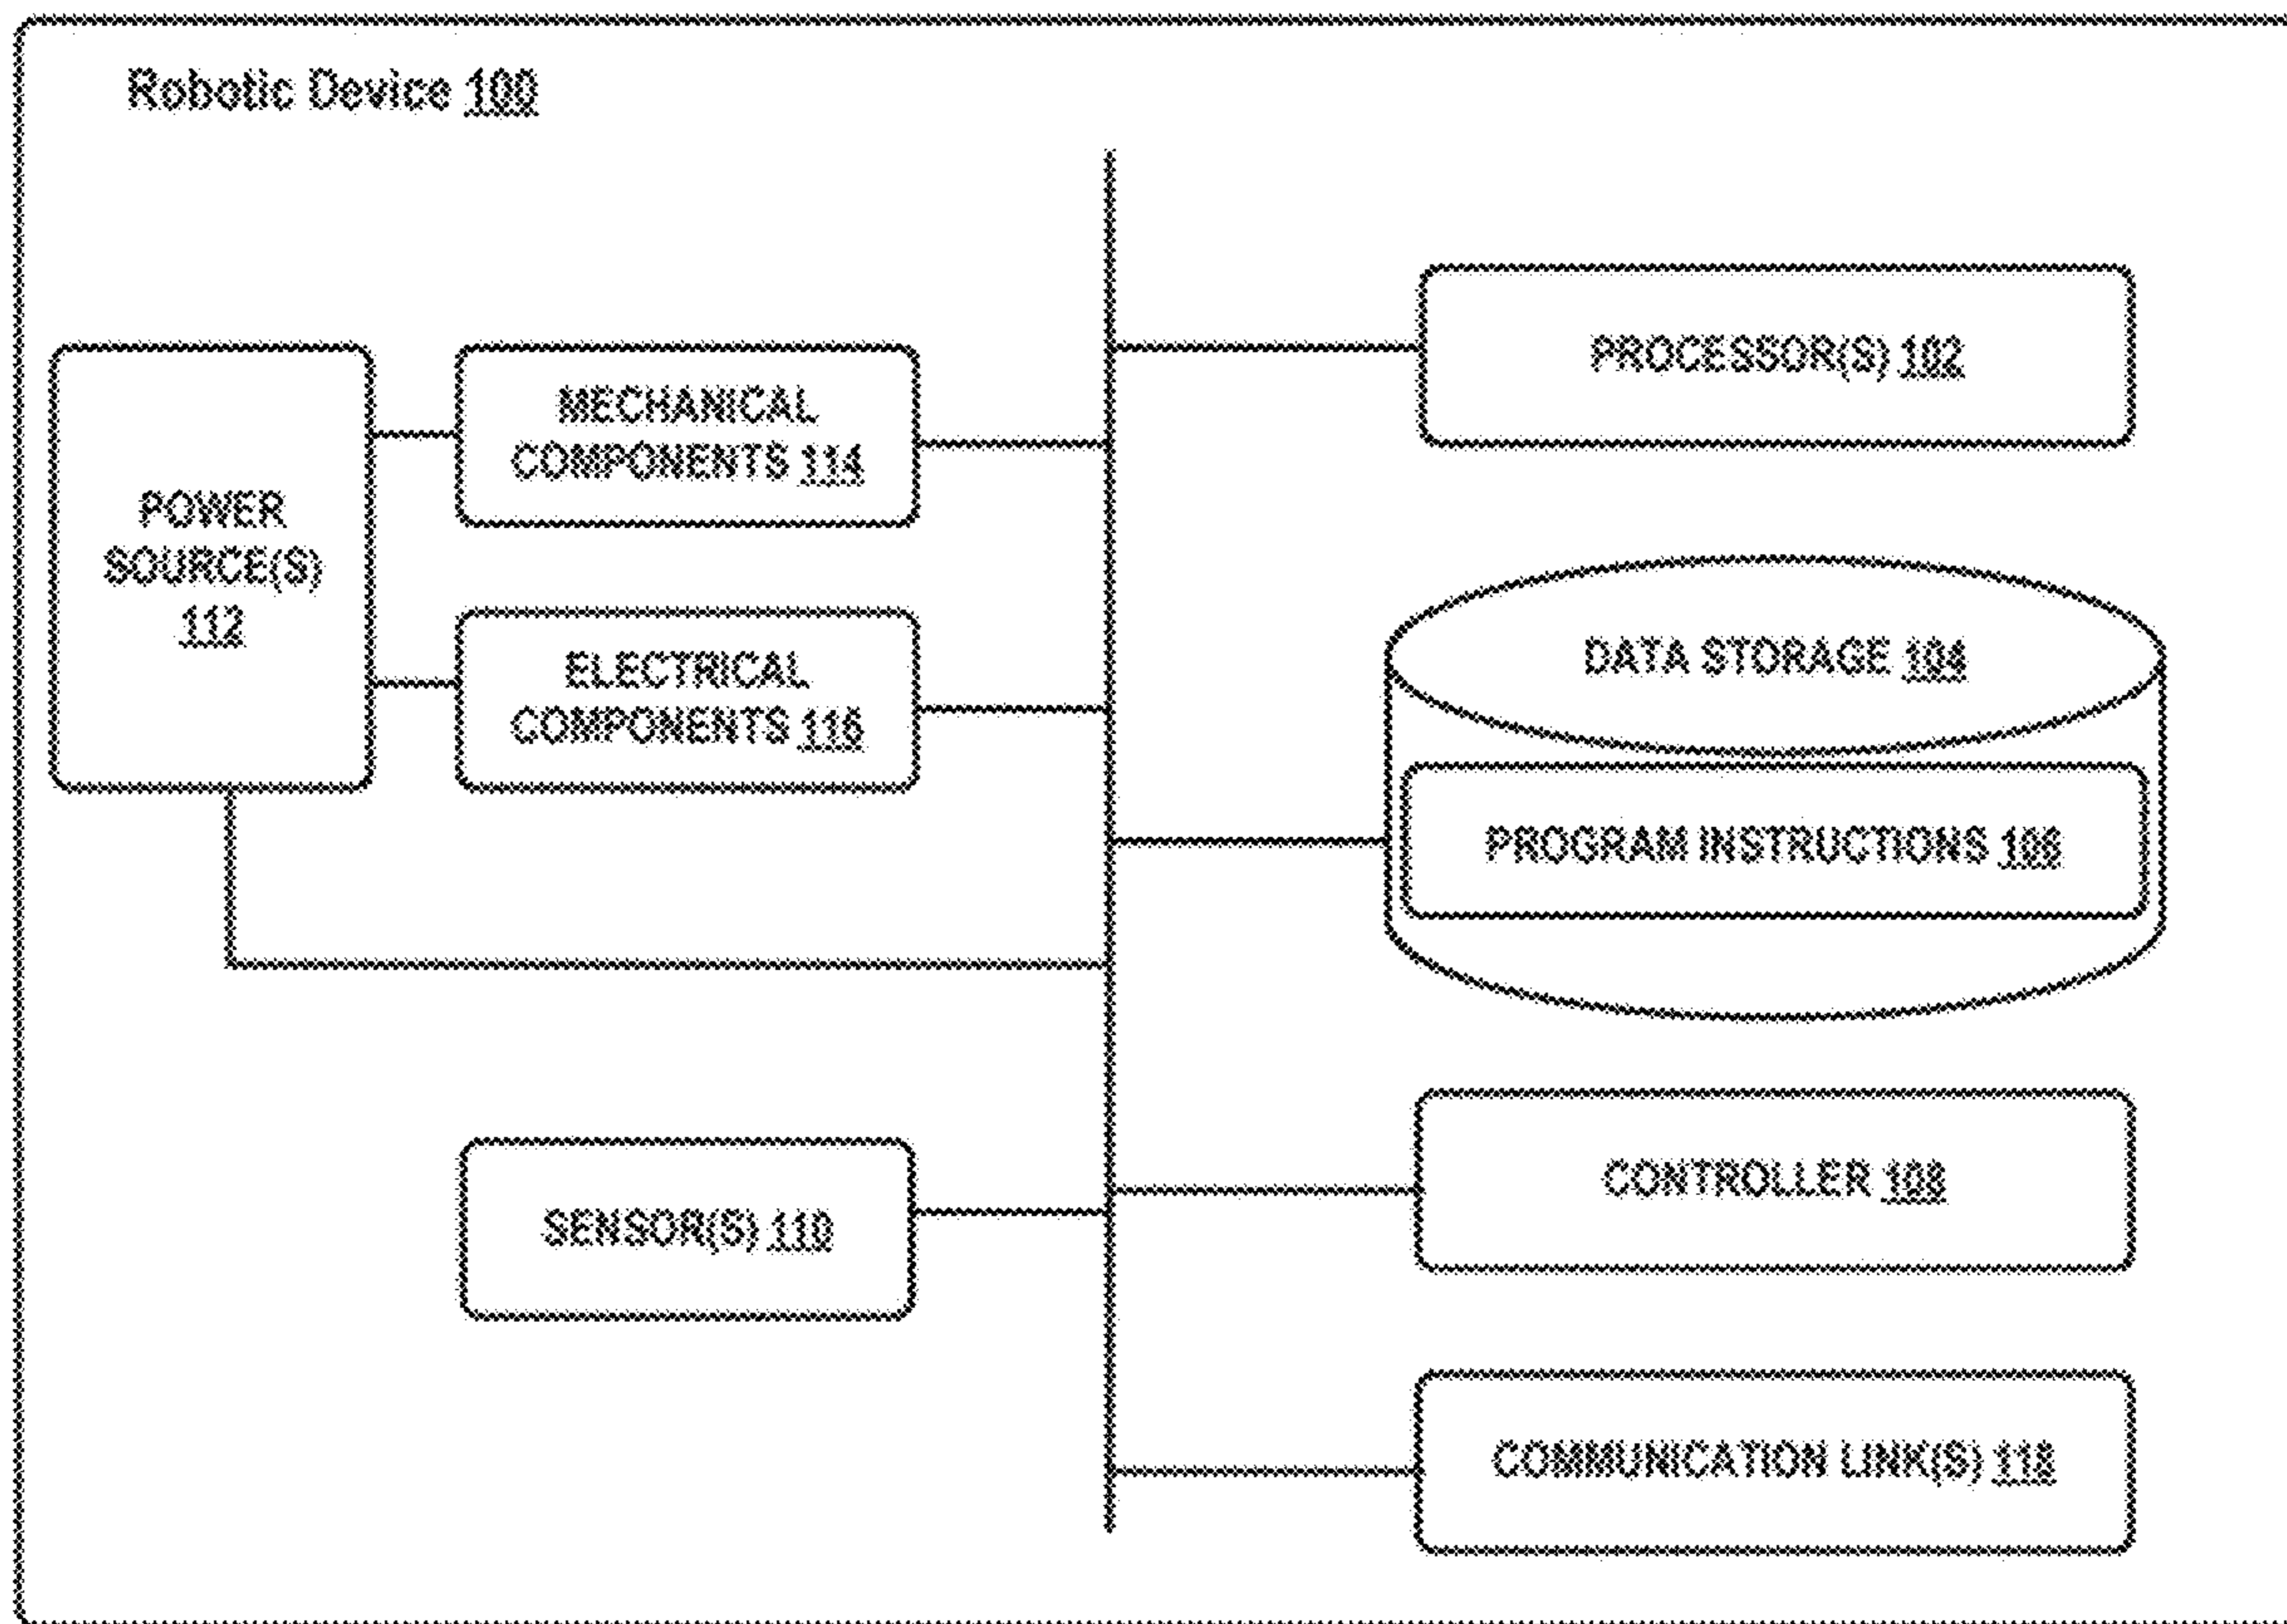 Robotic Device 100
PROCESSOR(S) 102
MECHANICAL
COMPONENTS 114
POWER
SOURCE(S)
112
ELECTRICAL
COMPONENTS 116
DATA STORAGE 104
PROGRAM INSTRUCTIONS 106
SENSOR(S) 110
CONTROLLER 108
COMMUNICATION LINK(S) 118